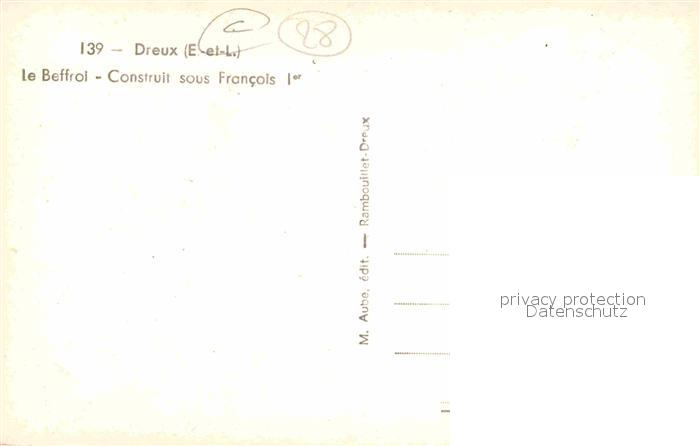 139 — Dreux (E.-et-L.)
Le Beffroi - Construit sous François Ier
28
M. Aube, édit. — Rambouillet-Dreux
privacy protection
Datenschutz